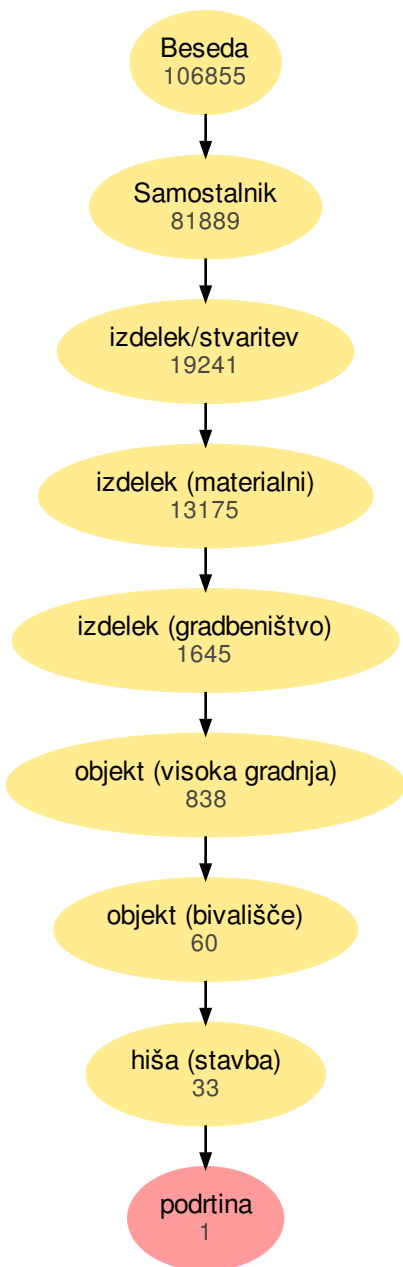 Beseda
106855
Samostalnik
81889
izdelek/stvaritev
19241
izdelek (materialni)
13175
izdelek (gradbeništvo)
1645
objekt (visoka gradnja)
838
objekt (bivališče)
60
hiša (stavba)
33
podrtina
1